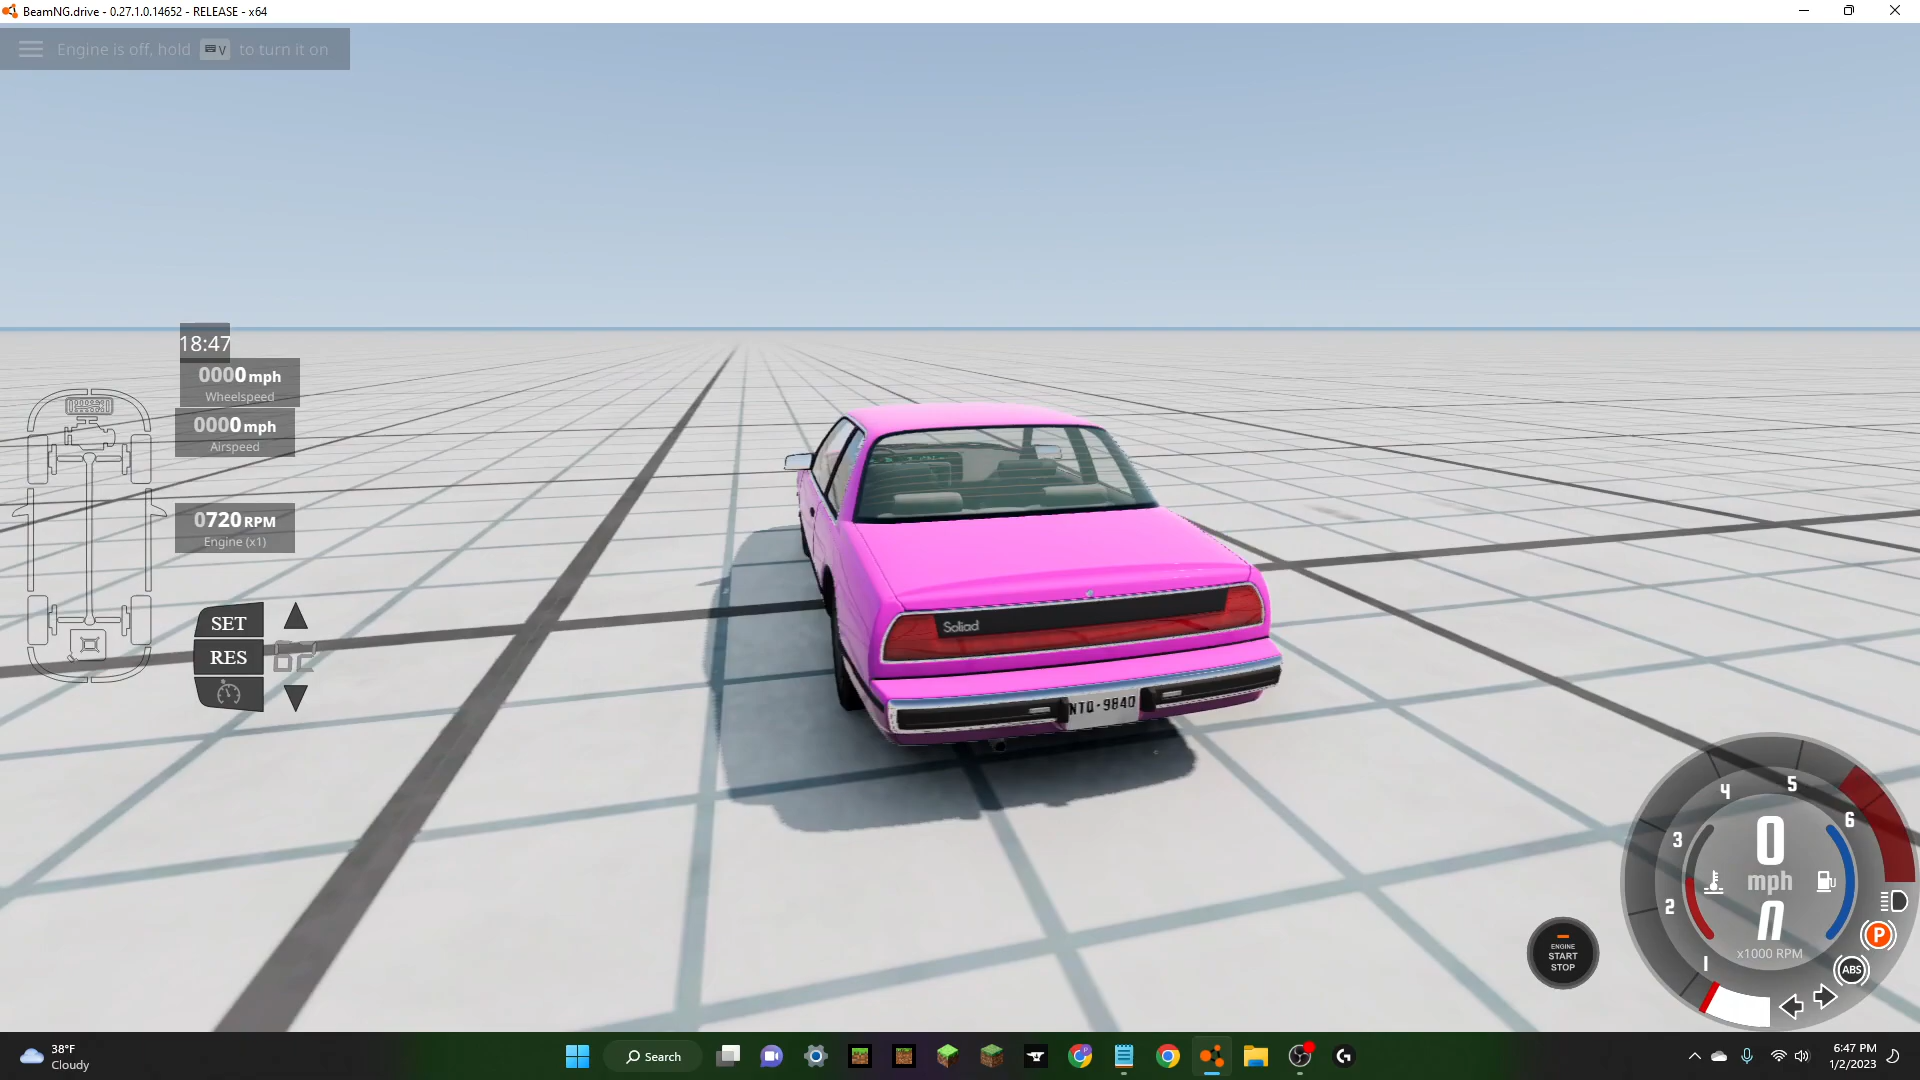 BeamNG.drive - 0.27.1.0.14652 - RELEASE - x64
Engine is off, hold V to turn it on
18:47
0000 mph
Wheelspeed
0000 mph
Airspeed
0720 RPM
Engine (x1)
SET
RES
Soliad
NTQ-9840
1
2
3
4
5
6
0
mph
n
x1000 RPM
P
ABS
ENGINE
START
STOP
38°F
Cloudy
Search
6:47 PM
1/2/2023